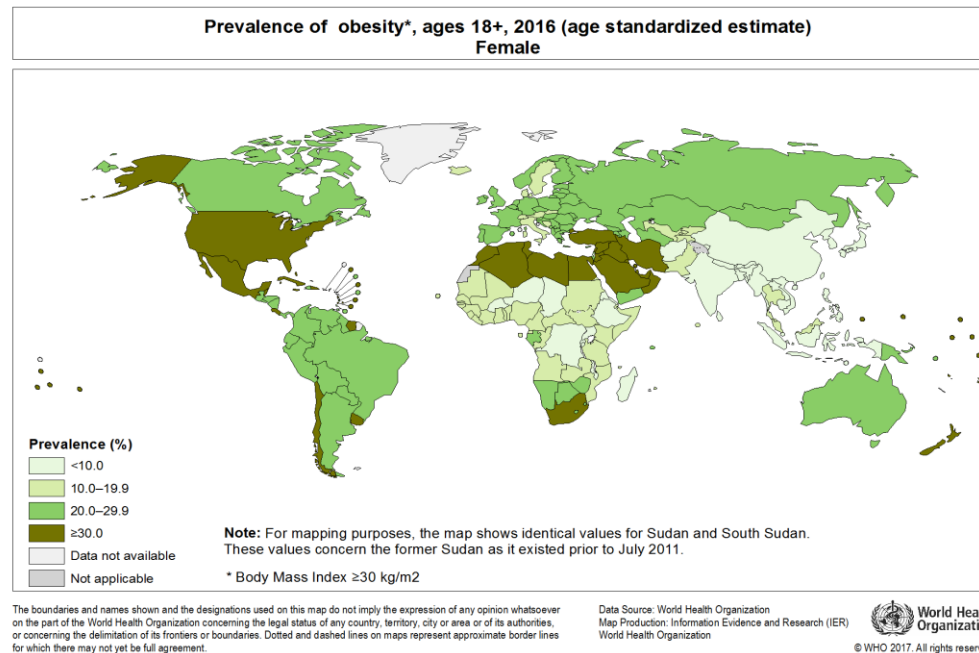 Prevalence of obesity*, ages 18+, 2016 (age standardized estimate)
Female
Prevalence (%)
<10.0
10.0–19.9
20.0–29.9
≥30.0
Data not available
Not applicable
Note: For mapping purposes, the map shows identical values for Sudan and South Sudan.
These values concern the former Sudan as it existed prior to July 2011.
* Body Mass Index ≥30 kg/m2
The boundaries and names shown and the designations used on this map do not imply the expression of any opinion whatsoever
on the part of the World Health Organization concerning the legal status of any country, territory, city or area or of its authorities,
or concerning the delimitation of its frontiers or boundaries. Dotted and dashed lines on maps represent approximate border lines
for which there may not yet be full agreement.
Data Source: World Health Organization
Map Production: Information Evidence and Research (IER)
World Health Organization
World Hea
Organizati
© WHO 2017. All rights reser